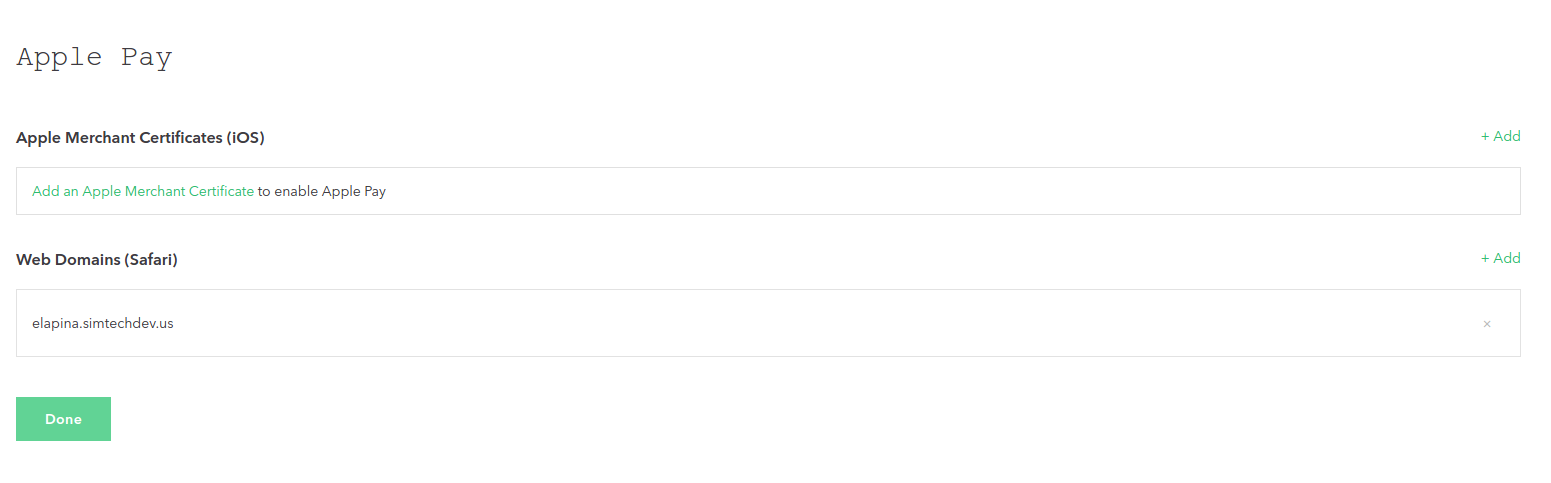 Apple Pay
Apple Merchant Certificates (iOS)
+ Add
Add an Apple Merchant Certificate to enable Apple Pay
Web Domains (Safari)
+ Add
elapina.simtechdev.us
×
Done